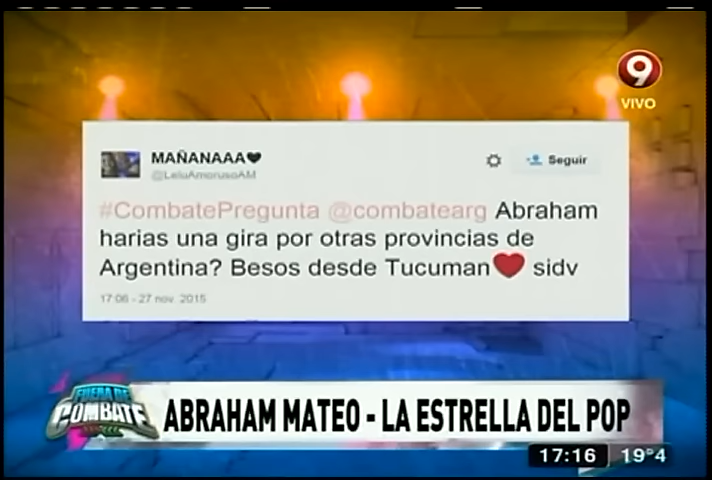 9
VIVO
MAÑANAAA❤
@LeluAmorusoAM
Seguir
#CombatePregunta @combatearg Abraham
harias una gira por otras provincias de
Argentina? Besos desde Tucuman❤ sidv
17:06 - 27 nov. 2015
FUERA DE
COMBATE
ABRAHAM MATEO - LA ESTRELLA DEL POP
17:16 19°4